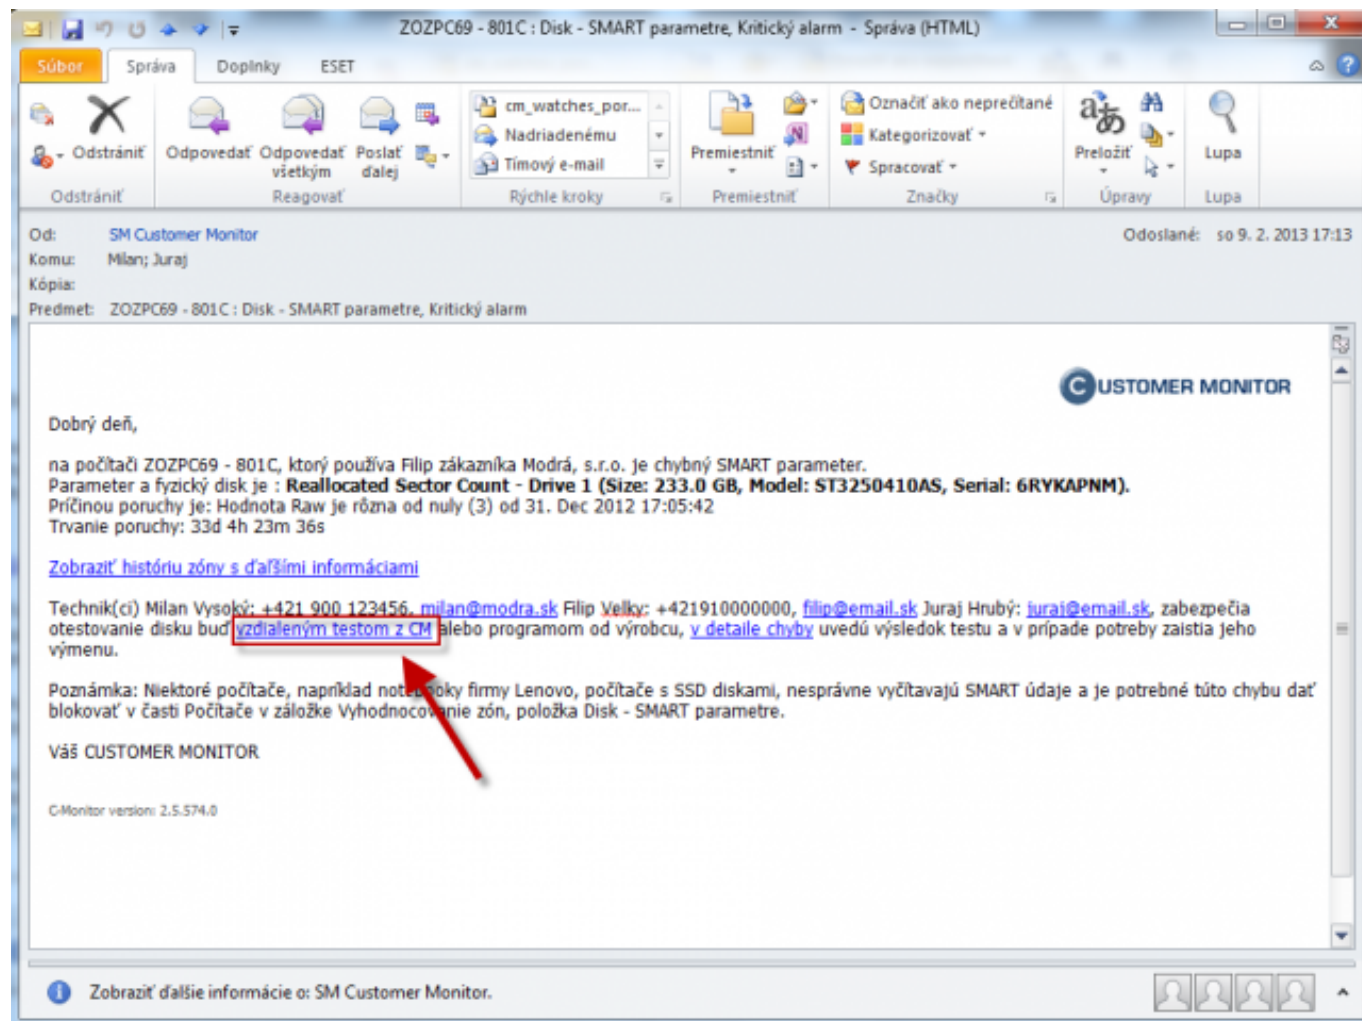 ZOZPC69 - 801C : Disk - SMART parametre, Kritický alarm - Správa (HTML)
Súbor Správa Doplnky ESET
Odstrániť
Odpovedať Odpovedať všetkým Poslať ďalej
cm_watches_por...
Nadriadenému
Tímový e-mail
Premiestniť
Označiť ako neprečítané
Kategorizovať
Spracovať
Preložiť
Lupa
Odstrániť Reagovať Rýchle kroky Premiestniť Značky Úpravy Lupa
Od: SM Customer Monitor Odoslané: so 9. 2. 2013 17:13
Komu: Milan; Juraj
Kópia:
Predmet: ZOZPC69 - 801C : Disk - SMART parametre, Kritický alarm
CUSTOMER MONITOR
Dobrý deň,
na počítači ZOZPC69 - 801C, ktorý používa Filip zákazníka Modrá, s.r.o. je chybný SMART parameter.
Parameter a fyzický disk je : Reallocated Sector Count - Drive 1 (Size: 233.0 GB, Model: ST3250410AS, Serial: 6RYKAPNM).
Príčinou poruchy je: Hodnota Raw je rôzna od nuly (3) od 31. Dec 2012 17:05:42
Trvanie poruchy: 33d 4h 23m 36s
Zobraziť históriu zóny s ďaľšími informáciami
Technik(ci) Milan Vysoký: +421 900 123456, milan@modra.sk Filip Velky: +421910000000, filip@email.sk Juraj Hrubý: juraj@email.sk, zabezpečia
otestovanie disku buď vzdialeným testom z CM alebo programom od výrobcu, v detaile chyby uvedú výsledok testu a v prípade potreby zaistia jeho
výmenu.
Poznámka: Niektoré počítače, napríklad notebooky firmy Lenovo, počítače s SSD diskami, nesprávne vyčítavajú SMART údaje a je potrebné túto chybu dať
blokovať v časti Počítače v záložke Vyhodnocovanie zón, položka Disk - SMART parametre.
Váš CUSTOMER MONITOR
C-Monitor version: 2.5.574.0
Zobraziť ďalšie informácie o: SM Customer Monitor.